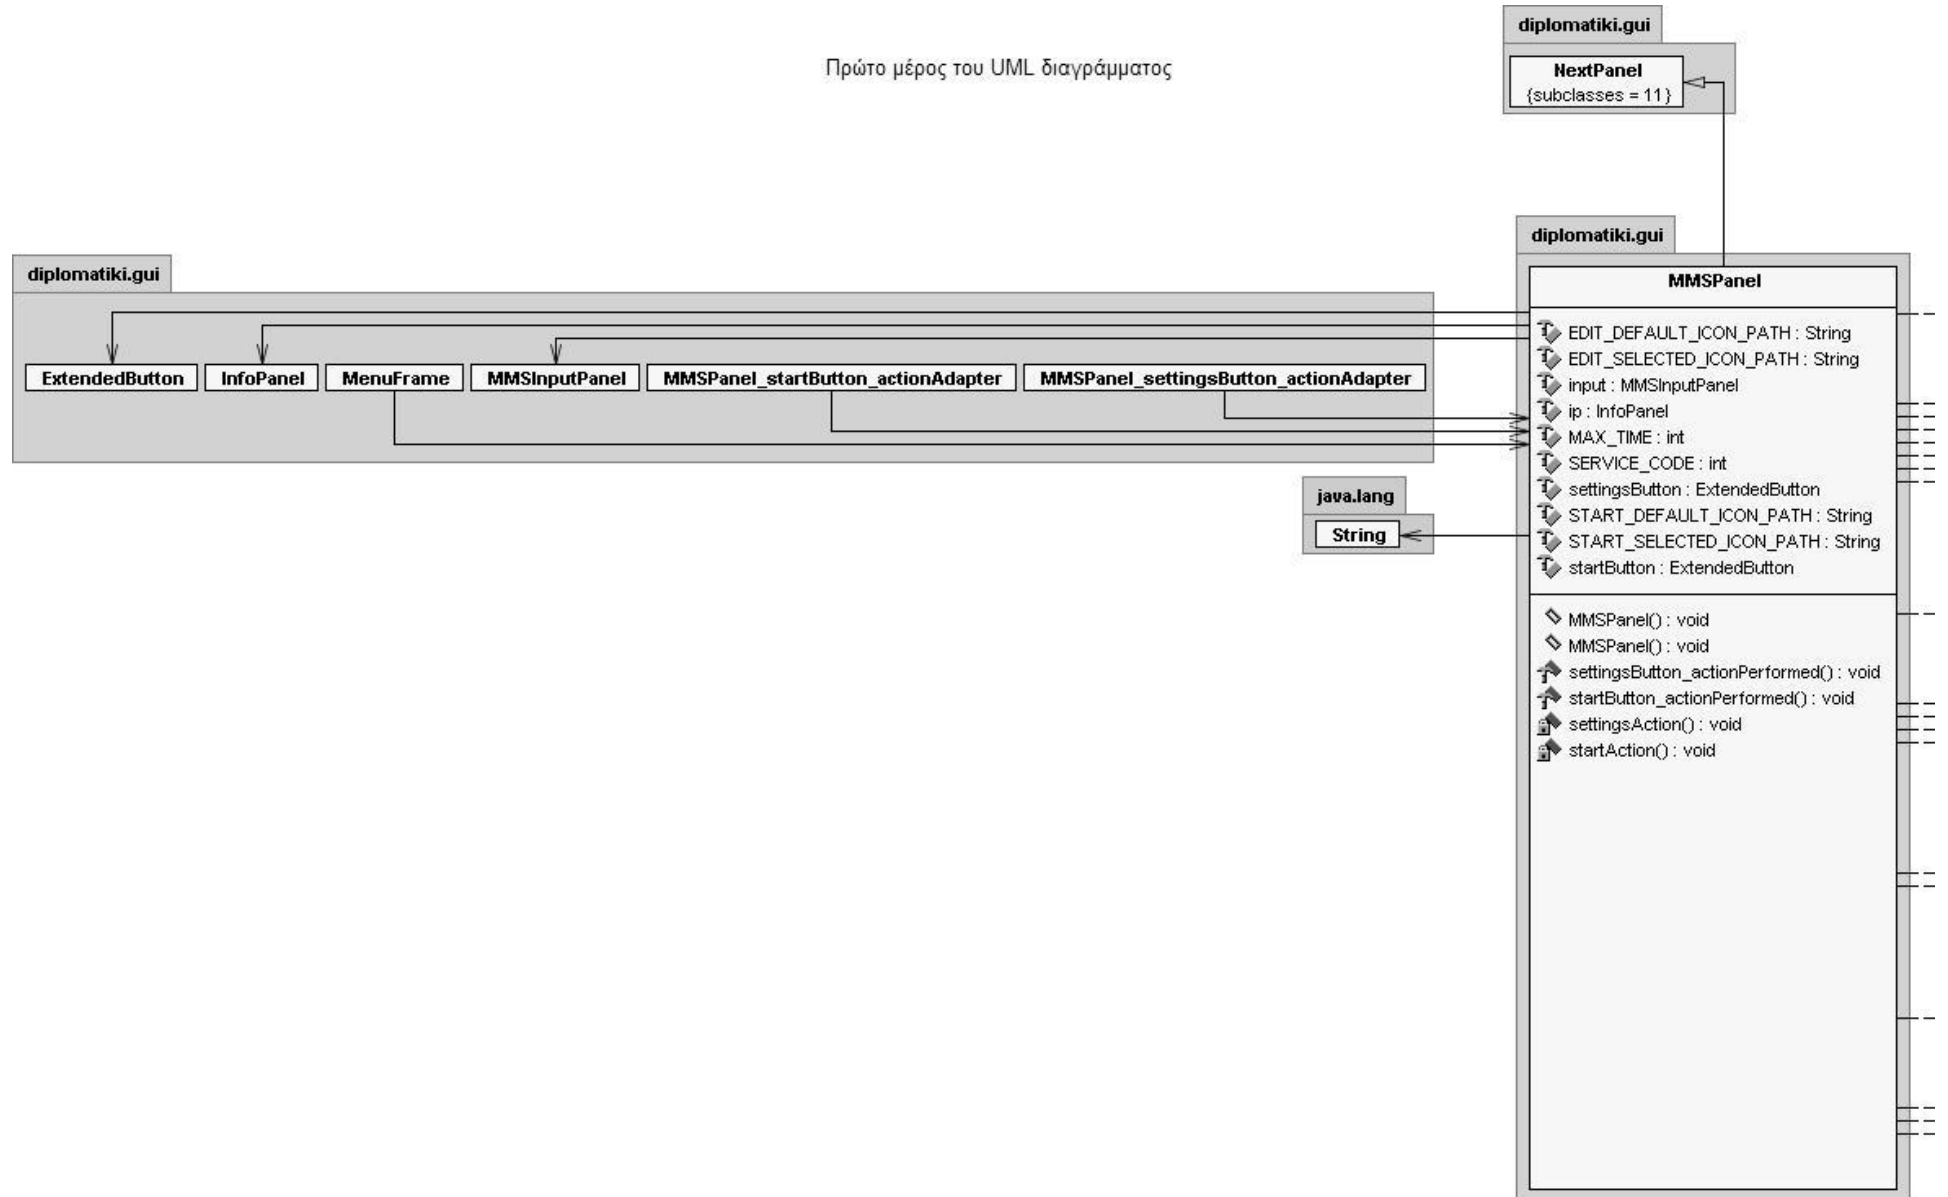 diplomatiki.gui
Πρώτο μέρος του UML διαγράμματος
NextPanel
{subclasses = 11}
diplomatiki.gui
diplomatiki.gui
MMSPanel
ExtendedButton
InfoPanel
MenuFrame
MMSInputPanel
MMSPanel_startButton_actionAdapter
MMSPanel_settingsButton_actionAdapter
EDIT_DEFAULT_ICON_PATH : String
EDIT_SELECTED_ICON_PATH : String
input : MMSInputPanel
ip : InfoPanel
MAX_TIME : int
SERVICE_CODE : int
settingsButton : ExtendedButton
START_DEFAULT_ICON_PATH : String
START_SELECTED_ICON_PATH : String
startButton : ExtendedButton
java.lang
String
MMSPanel() : void
MMSPanel() : void
settingsButton_actionPerformed() : void
startButton_actionPerformed() : void
settingsAction() : void
startAction() : void